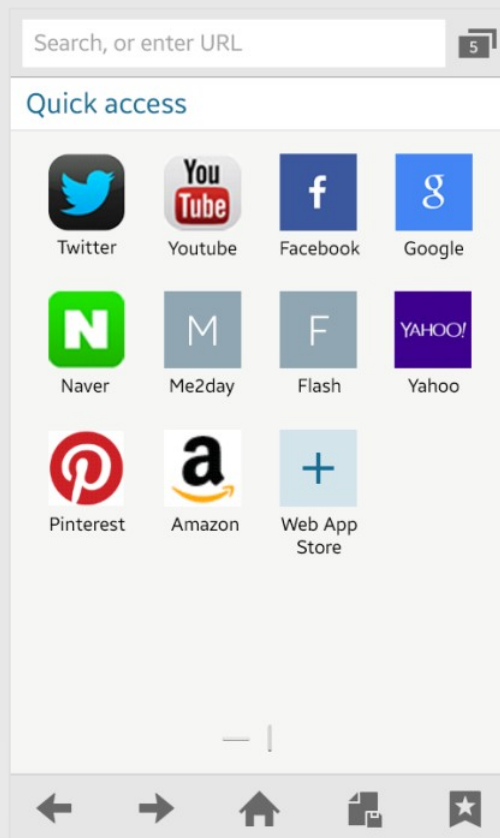 Search, or enter URL
5
Quick access
You
Tube
f
g
Twitter
Youtube
Facebook
Google
N
M
F
YAHOO!
Naver
Me2day
Flash
Yahoo
a
Pinterest
Amazon
Web App
Store